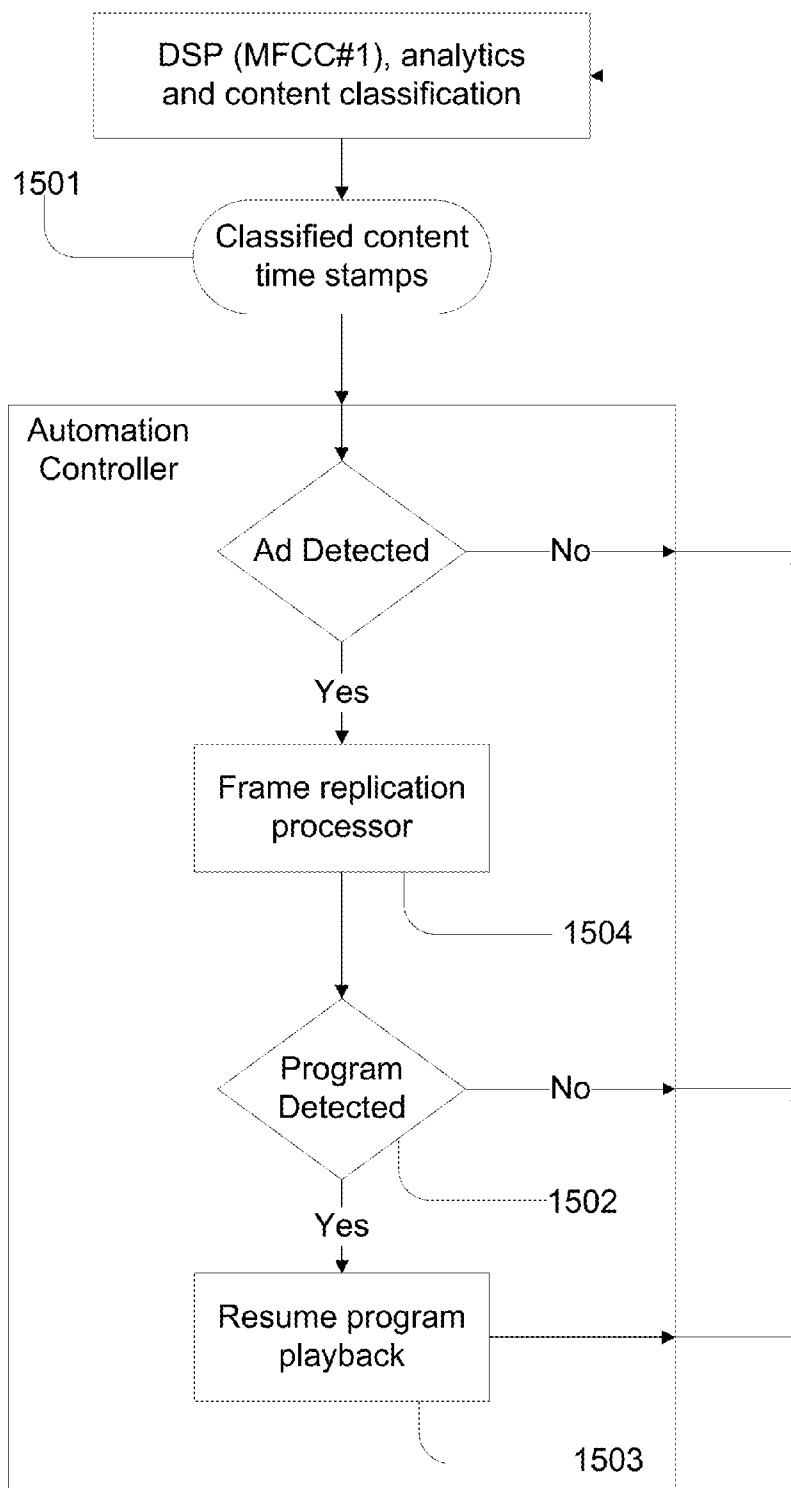 DSP (MFCC#1), analytics
and content classification
1501
Classified content
time stamps
Automation
Controller
Ad Detected
No
Yes
Frame replication
processor
1504
Program
Detected
No
1502
Yes
Resume program
playback
1503